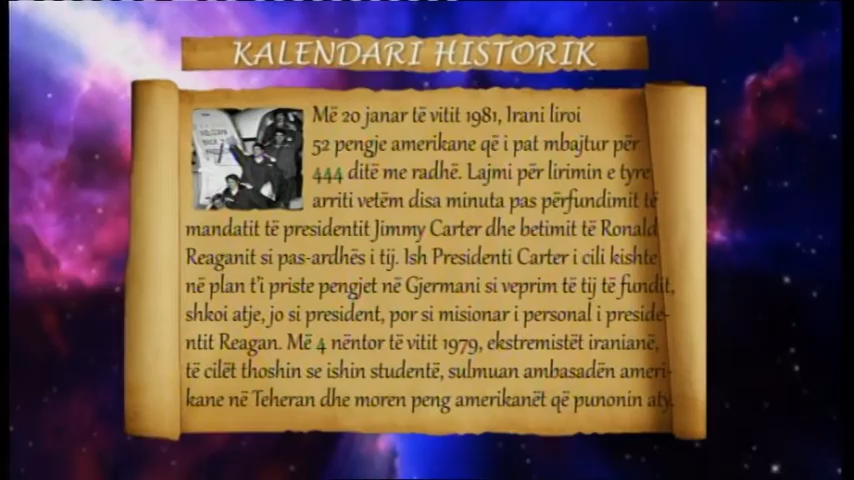 KALENDARI HISTORIK
Më 20 janar të vitit 1981, Irani liroi
52 pengje amerikane që i pat mbajtur për
444 ditë me radhë. Lajmi për lirimin e tyre
arriti vetëm disa minuta pas përfundimit të
mandatit të presidentit Jimmy Carter dhe betimit të Ronald
Reaganit si pas-ardhës i tij. Ish Presidenti Carter i cili kishte
në plan t'i priste pengjet në Gjermani si veprim të tij të fundit,
shkoi atje, jo si president, por si misionar i personal i preside-
ntit Reagan. Më 4 nëntor të vitit 1979, ekstremistët iranianë,
të cilët thoshin se ishin studentë, sulmuan ambasadën ameri-
kane në Teheran dhe moren peng amerikanët që punonin aty.